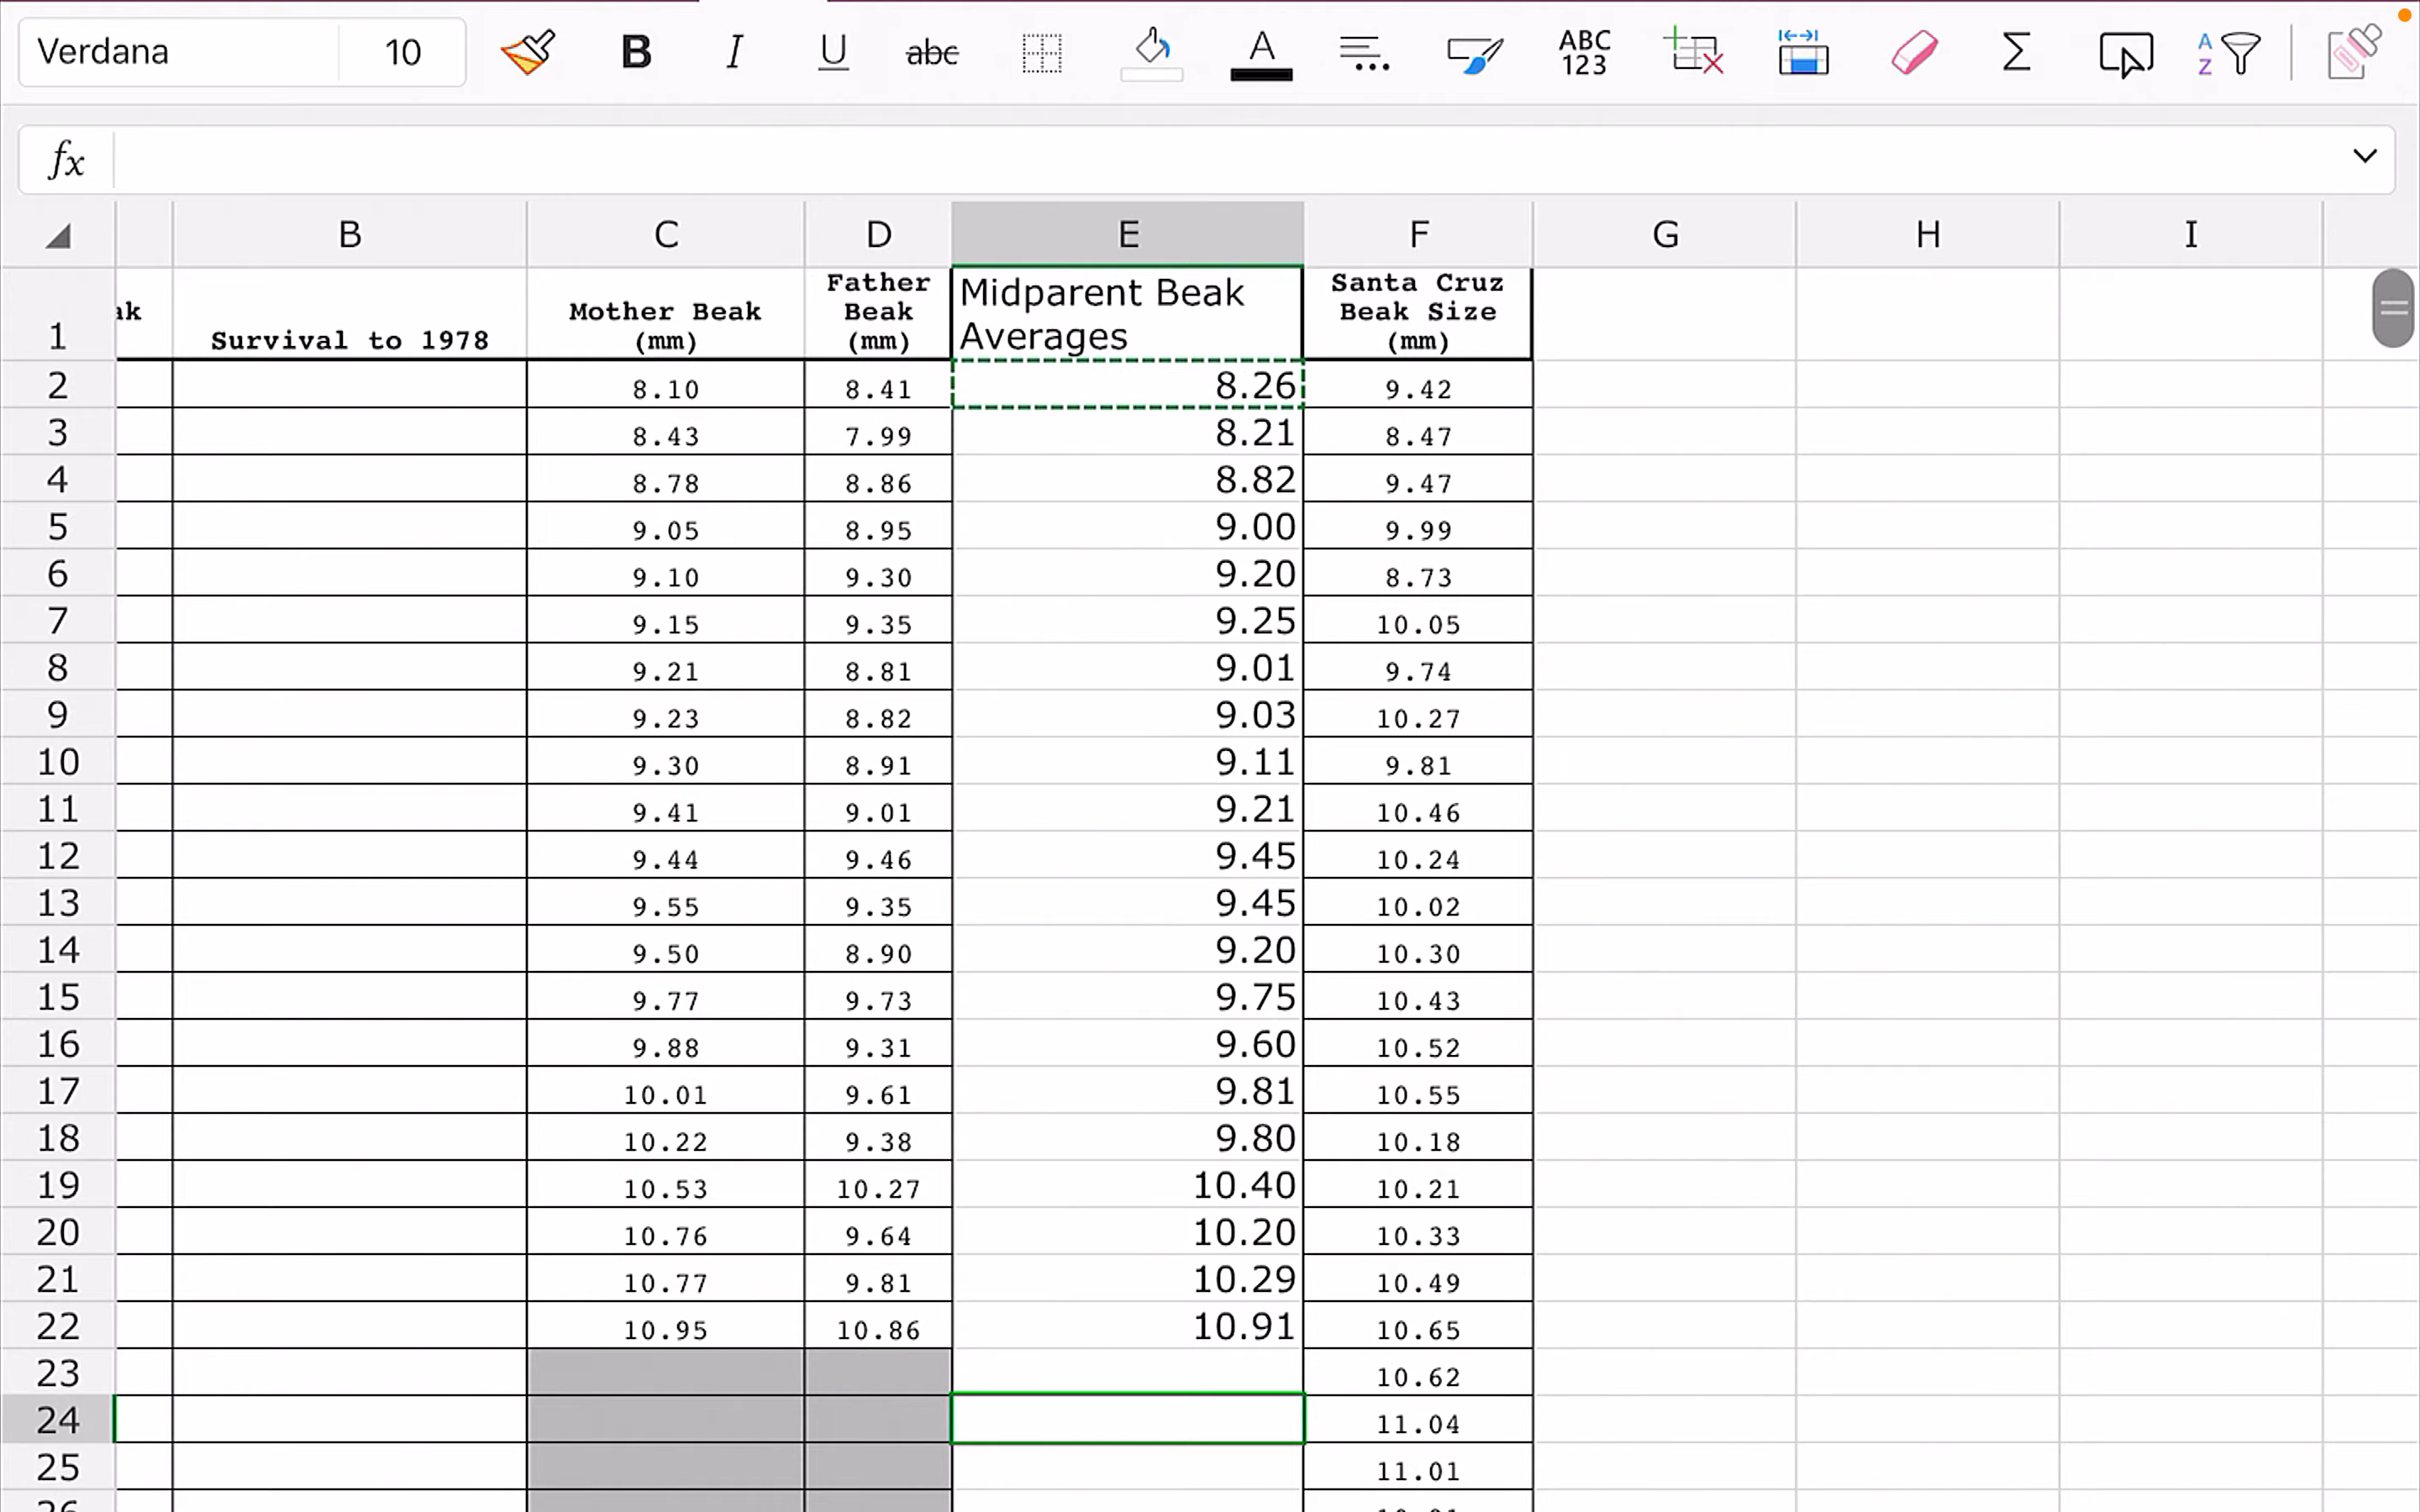 Verdana 10 B I U abc A ABC 123 Σ A Z
fx
B C D E F G H I
1 ak Survival to 1978 Mother Beak (mm) Father Beak (mm) Midparent Beak Averages Santa Cruz Beak Size (mm)
2 8.10 8.41 8.26 9.42
3 8.43 7.99 8.21 8.47
4 8.78 8.86 8.82 9.47
5 9.05 8.95 9.00 9.99
6 9.10 9.30 9.20 8.73
7 9.15 9.35 9.25 10.05
8 9.21 8.81 9.01 9.74
9 9.23 8.82 9.03 10.27
10 9.30 8.91 9.11 9.81
11 9.41 9.01 9.21 10.46
12 9.44 9.46 9.45 10.24
13 9.55 9.35 9.45 10.02
14 9.50 8.90 9.20 10.30
15 9.77 9.73 9.75 10.43
16 9.88 9.31 9.60 10.52
17 10.01 9.61 9.81 10.55
18 10.22 9.38 9.80 10.18
19 10.53 10.27 10.40 10.21
20 10.76 9.64 10.20 10.33
21 10.77 9.81 10.29 10.49
22 10.95 10.86 10.91 10.65
23 10.62
24 11.04
25 11.01